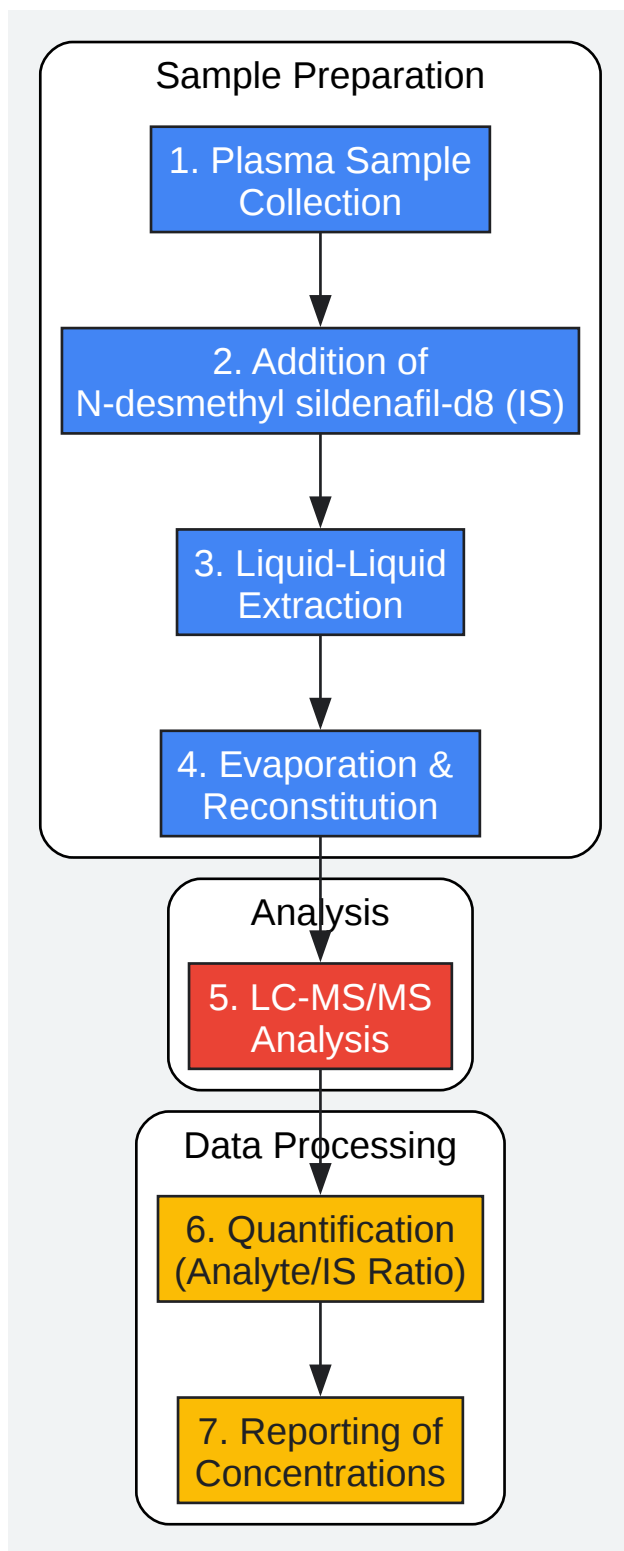 Sample Preparation
1. Plasma Sample
Collection
2. Addition of
N-desmethyl sildenafil-d8 (IS)
3. Liquid-Liquid
Extraction
4. Evaporation &
Reconstitution
Analysis
5. LC-MS/MS
Analysis
Data Processing
6. Quantification
(Analyte/IS Ratio)
7. Reporting of
Concentrations